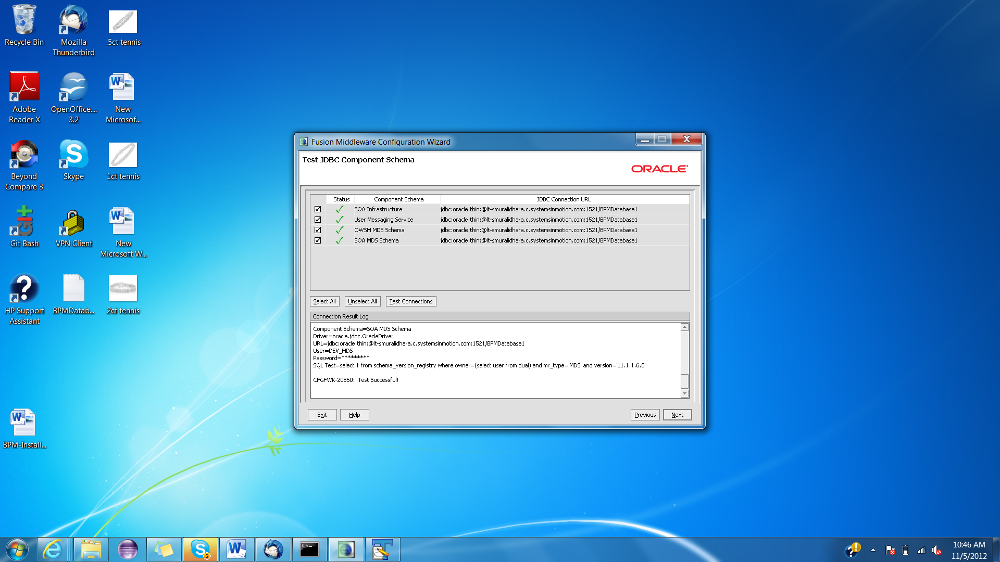 Recycle Bin
Mozilla
Thunderbird
.5ct tennis
Adobe
Reader X
OpenOffice....
3.2
New
Microsof...
Beyond
Compare 3
Skype
1ct tennis
Git Bash
VPN Client
New
Microsoft W...
HP Support
Assistant
BPMDatab...
2ct tennis
BPM-Install...
Fusion Middleware Configuration Wizard
Test JDBC Component Schema
ORACLE
Status Component Schema JDBC Connection URL
SOA Infrastructure jdbc:oracle:thin:@lt-smuralidhara.c.systemsinmotion.com:1521/BPMDatabase1
User Messaging Service jdbc:oracle:thin:@lt-smuralidhara.c.systemsinmotion.com:1521/BPMDatabase1
OWSM MDS Schema jdbc:oracle:thin:@lt-smuralidhara.c.systemsinmotion.com:1521/BPMDatabase1
SOA MDS Schema jdbc:oracle:thin:@lt-smuralidhara.c.systemsinmotion.com:1521/BPMDatabase1
Select All Unselect All Test Connections
Connection Result Log
Component Schema=SOA MDS Schema
Driver=oracle.jdbc.OracleDriver
URL=jdbc:oracle:thin:@lt-smuralidhara.c.systemsinmotion.com:1521/BPMDatabase1
User=DEV_MDS
Password=*********
SQL Test=select 1 from schema_version_registry where owner=(select user from dual) and mr_type='MDS' and version='11.1.1.6.0'
CFGFWK-20850: Test Successful!
Exit Help Previous Next
10:46 AM
11/5/2012